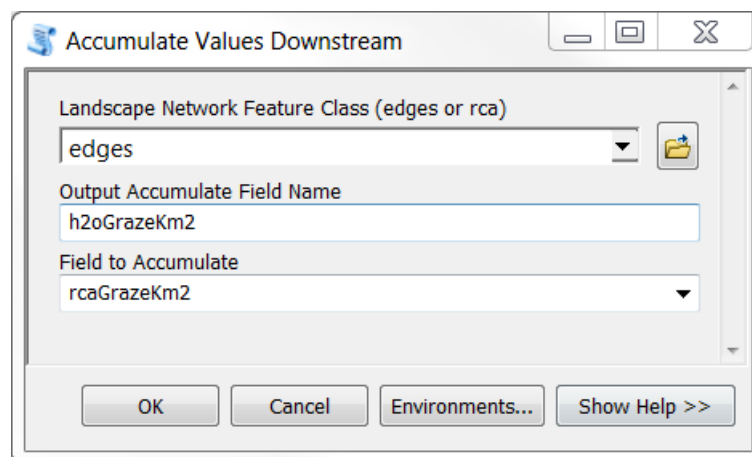 Accumulate Values Downstream
Landscape Network Feature Class (edges or rca)
edges
Output Accumulate Field Name
h2oGrazeKm2
Field to Accumulate
rcaGrazeKm2
OK Cancel Environments... Show Help >>